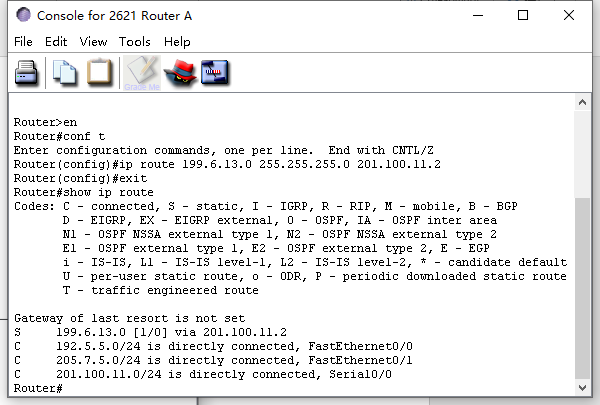 Console for 2621 Router A
File Edit View Tools Help
Grade Me
Router>en
Router#conf t
Enter configuration commands, one per line.  End with CNTL/Z
Router(config)#ip route 199.6.13.0 255.255.255.0 201.100.11.2
Router(config)#exit
Router#show ip route
Codes: C - connected, S - static, I - IGRP, R - RIP, M - mobile, B - BGP
       D - EIGRP, EX - EIGRP external, O - OSPF, IA - OSPF inter area
       N1 - OSPF NSSA external type 1, N2 - OSPF NSSA external type 2
       E1 - OSPF external type 1, E2 - OSPF external type 2, E - EGP
       i - IS-IS, L1 - IS-IS level-1, L2 - IS-IS level-2, * - candidate default
       U - per-user static route, o - ODR, P - periodic downloaded static route
       T - traffic engineered route
Gateway of last resort is not set
S     199.6.13.0 [1/0] via 201.100.11.2
C     192.5.5.0/24 is directly connected, FastEthernet0/0
C     205.7.5.0/24 is directly connected, FastEthernet0/1
C     201.100.11.0/24 is directly connected, Serial0/0
Router#